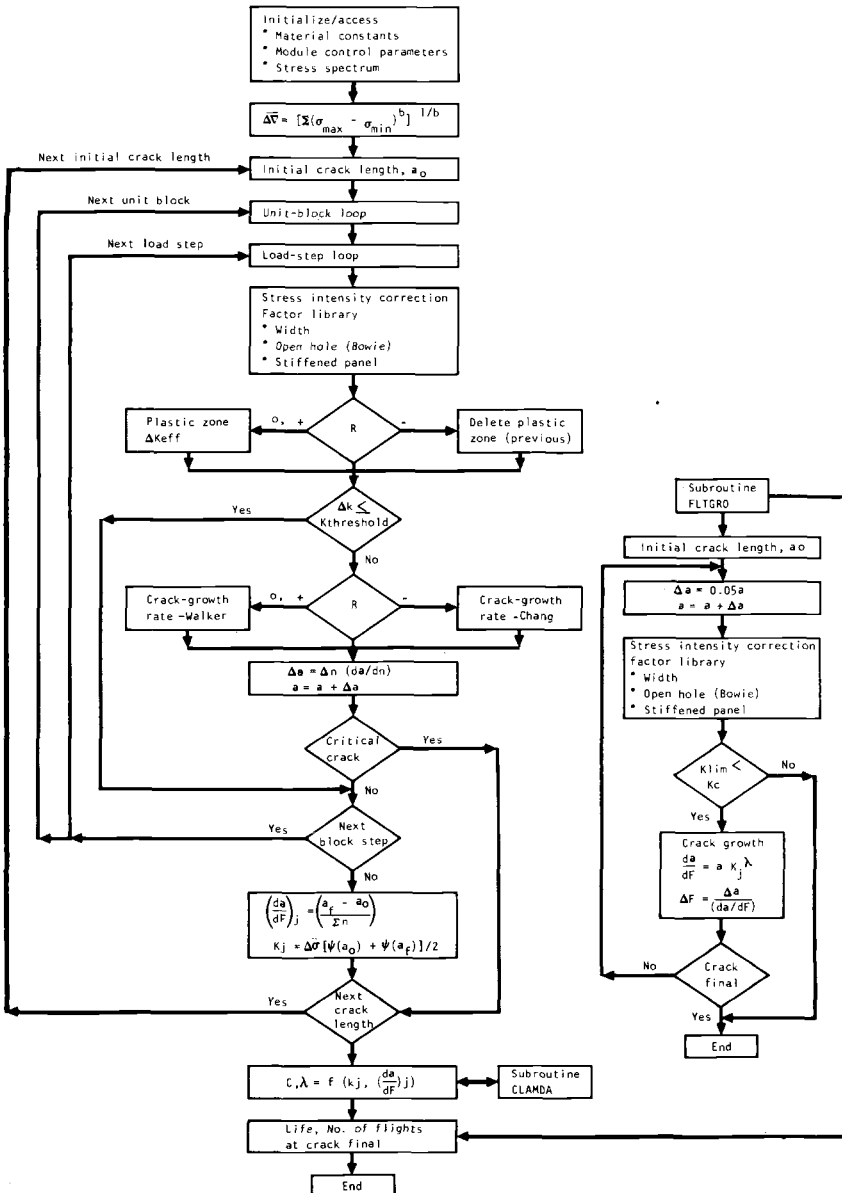 Initialize/access
* Material constants
* Module control parameters
* Stress spectrum
Δ∇̅ = [Σ(σmax - σmin)^b]^1/b
Next initial crack length
Initial crack length, ao
Next unit block
Unit-block loop
Next load step
Load-step loop
Stress intensity correction
Factor library
* Width
* Open hole (Bowie)
* Stiffened panel
Plastic zone
ΔKeff
o, +
R
-
Delete plastic
zone (previous)
Yes
Δk ≤
Kthreshold
No
Crack-growth
rate -Walker
o, +
R
-
Crack-growth
rate -Chang
Δa = Δn (da/dn)
a = a + Δa
Critical
crack
Yes
No
Yes
Next
block step
No
(da/dF)j = (af - ao / Σn)
Kj = Δσ̅ [ψ(ao) + ψ(af)]/2
Yes
Next
crack
length
C,λ = f (kj, (da/dF)j)
Subroutine
CLAMDA
Life, No. of flights
at crack final
End
Subroutine
FLTGRO
Initial crack length, ao
Δa = 0.05a
a = a + Δa
Stress intensity correction
factor library
* Width
* Open hole (Bowie)
* Stiffened panel
Klim <
Kc
No
Yes
Crack growth
da/dF = a Kj^λ
ΔF = Δa/(da/dF)
No
Crack
final
Yes
End